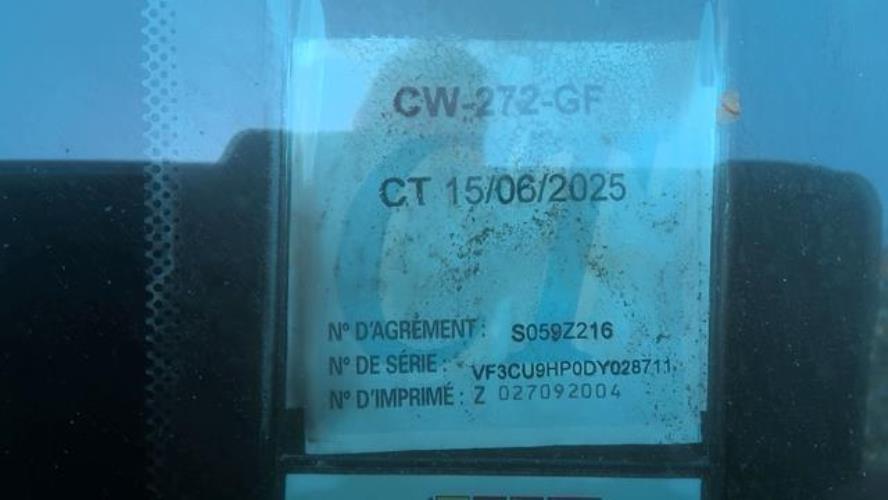 CW-272-GF
CT 15/06/2025
N° D'AGRÉMENT : S059Z216
N° DE SÉRIE : VF3CU9HP0DY028711
N° D'IMPRIMÉ : Z 027092004